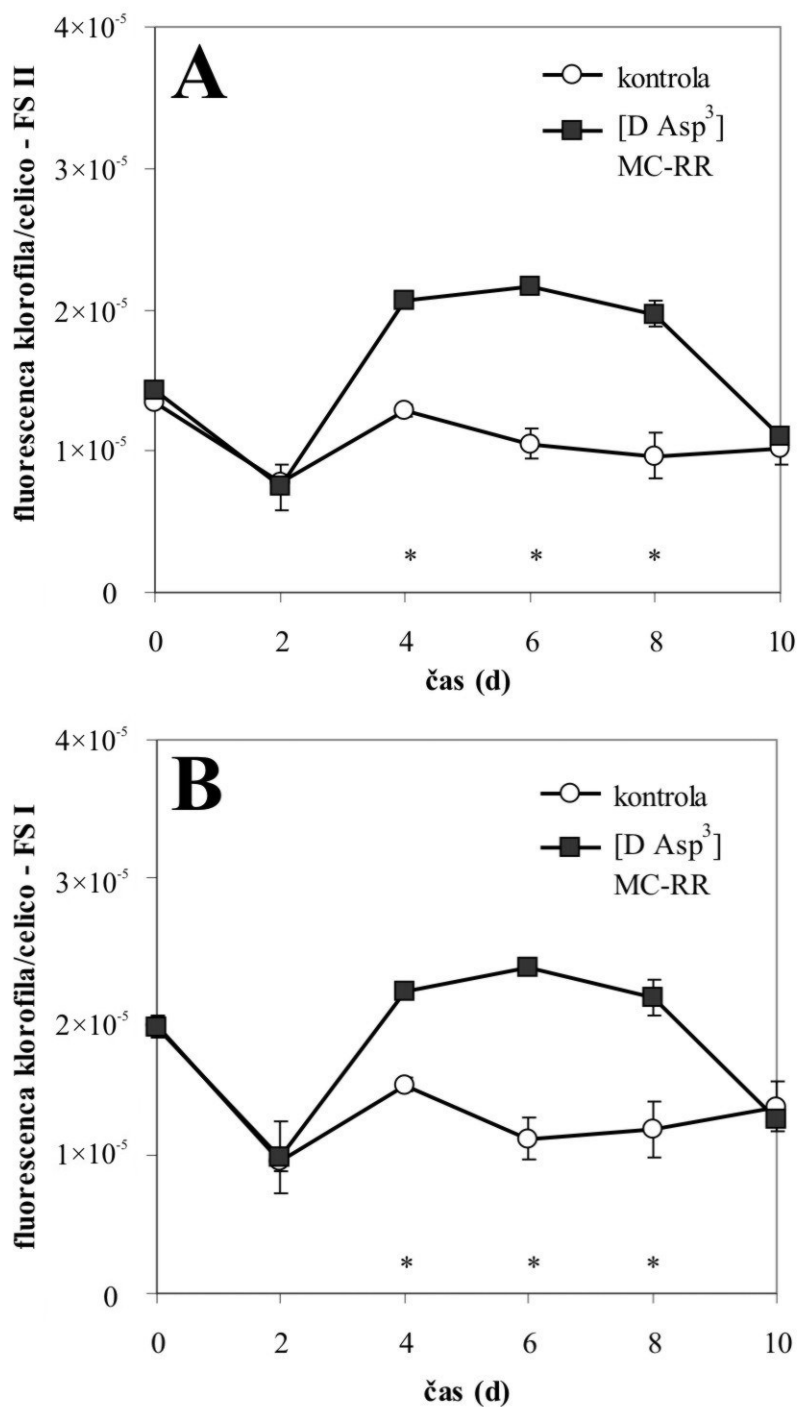 A
fluorescenca klorofila/celico - FS II
4×10⁻⁵
3×10⁻⁵
2×10⁻⁵
1×10⁻⁵
0
kontrola
[D Asp³]
MC-RR
* * *
0 2 4 6 8 10
čas (d)
B
fluorescenca klorofila/celico - FS I
4×10⁻⁵
3×10⁻⁵
2×10⁻⁵
1×10⁻⁵
0
kontrola
[D Asp³]
MC-RR
* * *
0 2 4 6 8 10
čas (d)